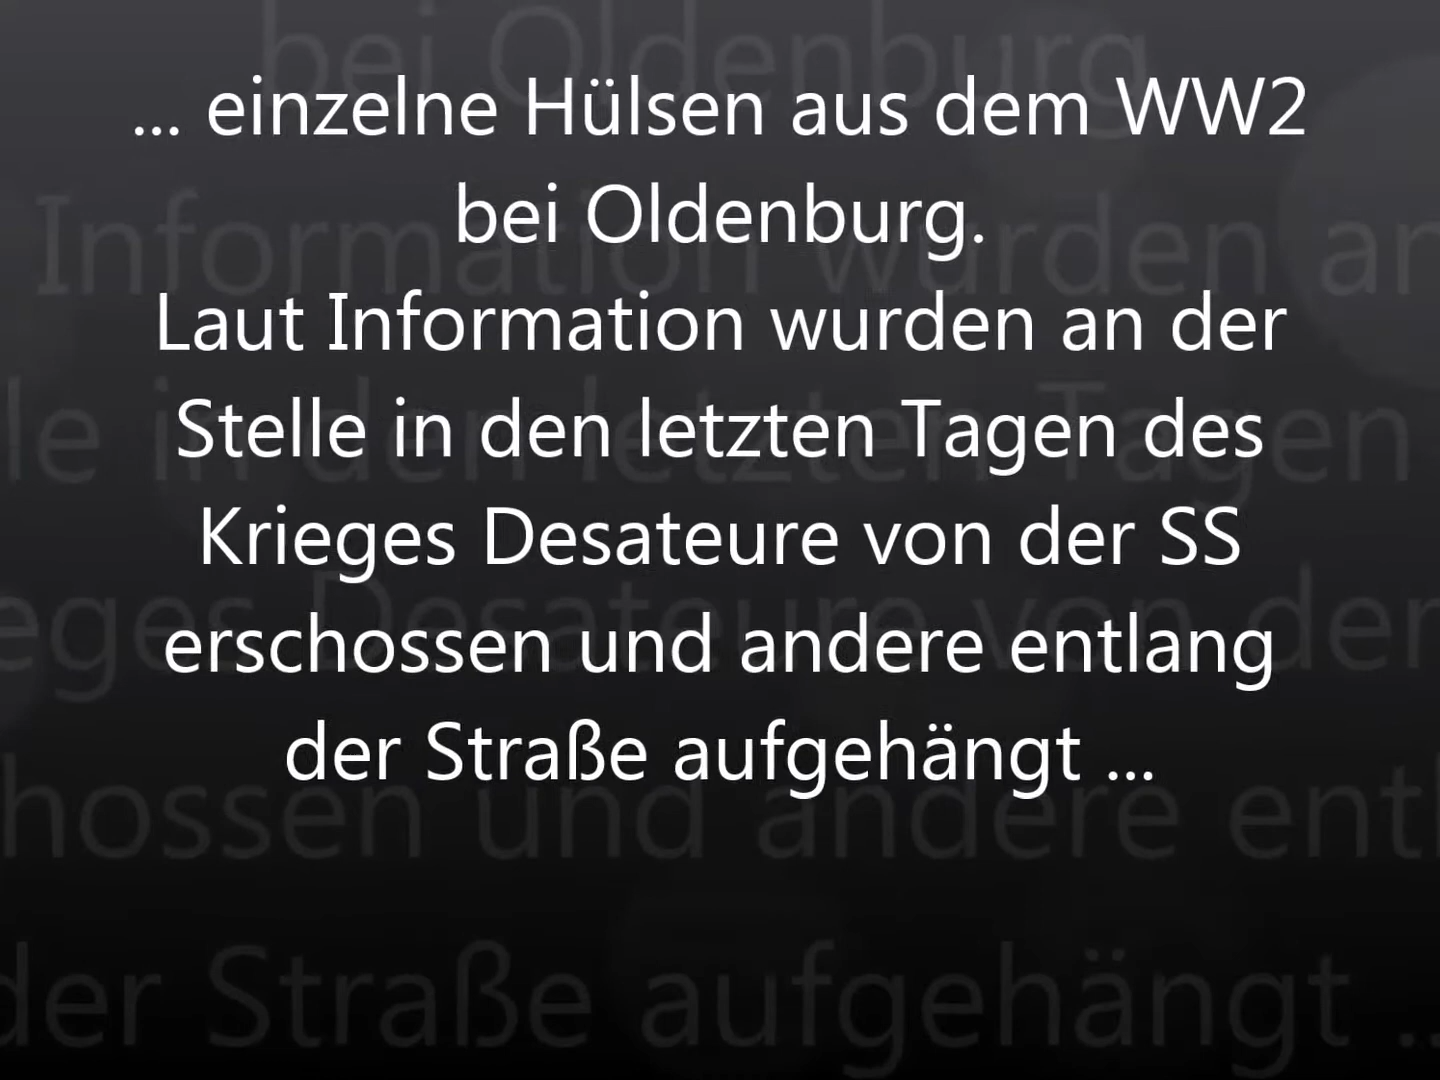 ... einzelne Hülsen aus dem WW2
bei Oldenburg.
Laut Information wurden an der
Stelle in den letzten Tagen des
Krieges Desateure von der SS
erschossen und andere entlang
der Straße aufgehängt ...